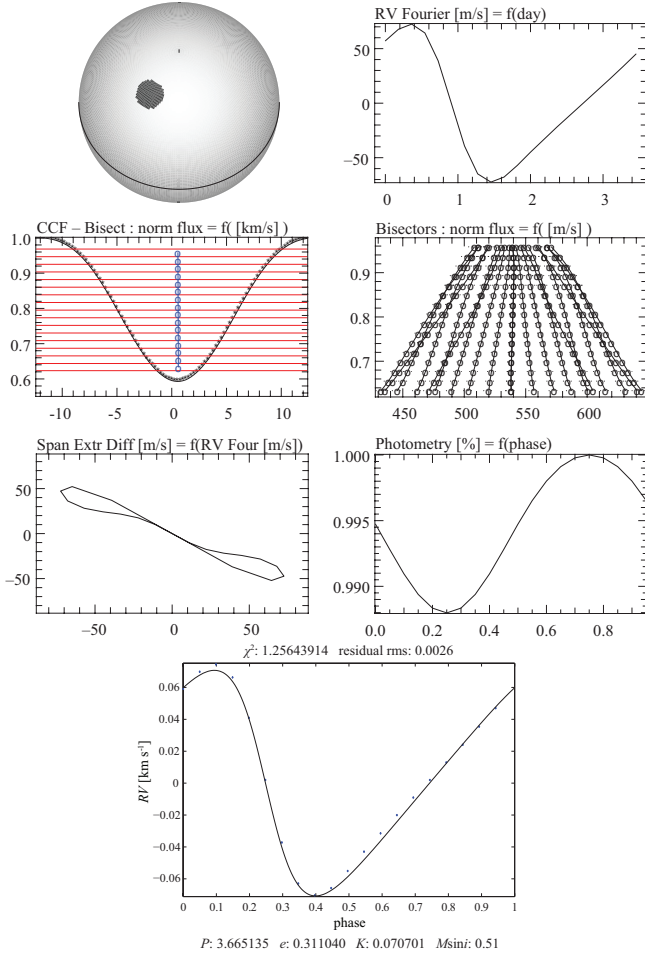 RV Fourier [m/s] = f(day)
50
0
−50
0 1 2 3
CCF – Bisect : norm flux = f( [km/s] )
1.0
0.9
0.8
0.7
0.6
−10 −5 0 5 10
Bisectors : norm flux = f( [m/s] )
0.9
0.8
0.7
450 500 550 600
Span Extr Diff [m/s] = f(RV Four [m/s])
50
0
−50
−50 0 50
Photometry [%] = f(phase)
1.000
0.995
0.990
0.0 0.2 0.4 0.6 0.8
χ²: 1.25643914 residual rms: 0.0026
0.06
0.04
0.02
0
−0.02
−0.04
−0.06
RV [km s⁻¹]
0 0.1 0.2 0.3 0.4 0.5 0.6 0.7 0.8 0.9 1
phase
P: 3.665135 e: 0.311040 K: 0.070701 Msini: 0.51